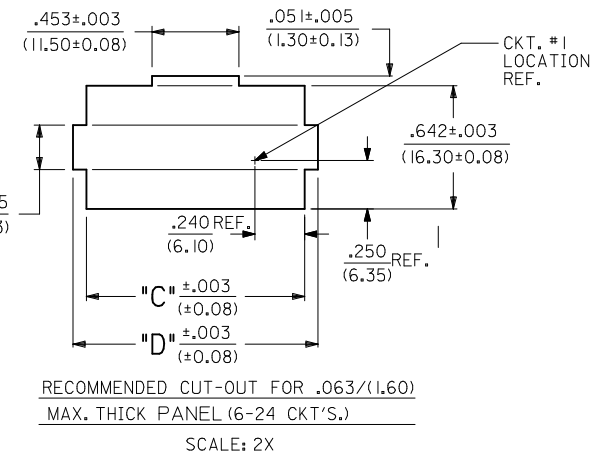 .453±.003
(11.50±0.08)
.051±.005
(1.30±0.13)
CKT. #1
LOCATION
REF.
.642±.003
(16.30±0.08)
.240 REF.
(6.10)
.250 REF.
(6.35)
"C" ±.003
(±0.08)
"D" ±.003
(±0.08)
RECOMMENDED CUT-OUT FOR .063/(1.60)
MAX. THICK PANEL (6-24 CKT'S.)
SCALE: 2X